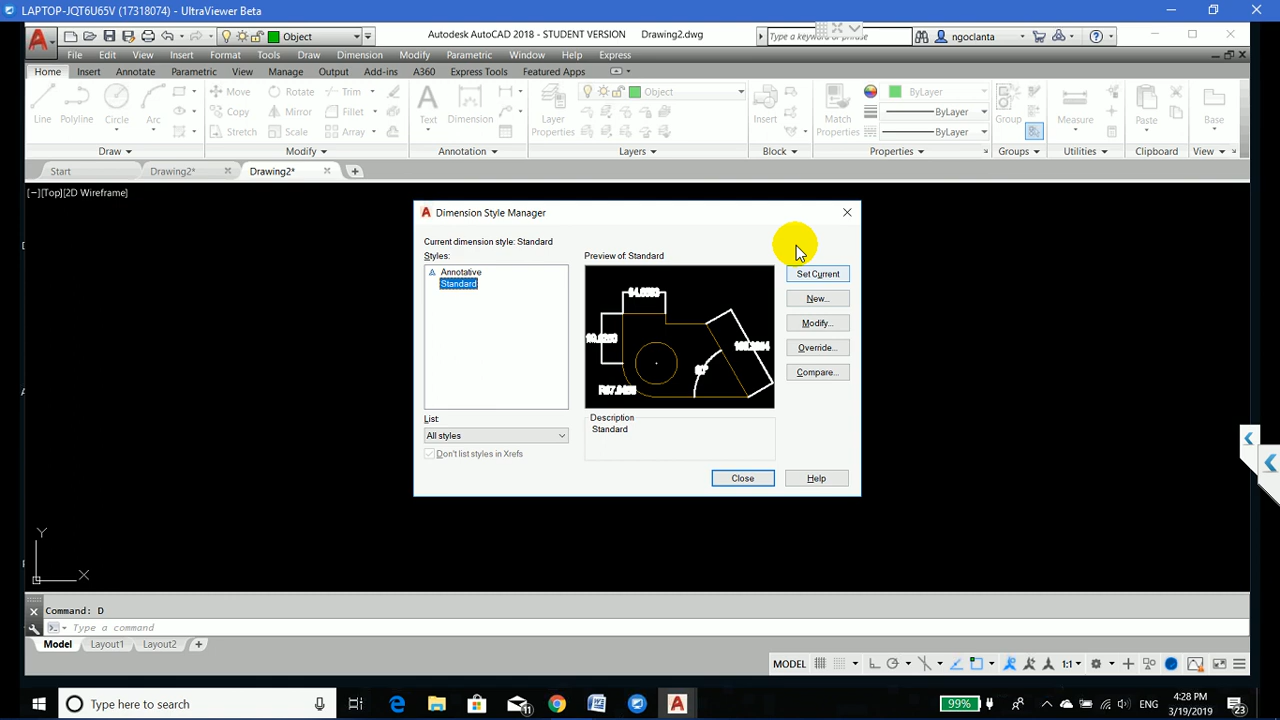 LAPTOP-JQT6U65V (17318074) - UltraViewer Beta
Object
Autodesk AutoCAD 2018 - STUDENT VERSION Drawing2.dwg
Type a keyword or phrase
ngoclanta
File Edit View Insert Format Tools Draw Dimension Modify Parametric Window Help Express
Home Insert Annotate Parametric View Manage Output Add-ins A360 Express Tools Featured Apps
Line Polyline Circle Arc
Move Rotate Trim
Copy Mirror Fillet
Stretch Scale Array
Text Dimension
Layer Properties
Object
Insert
Match Properties
ByLayer
ByLayer
ByLayer
Group
Measure
Paste
Base
Draw Modify Annotation Layers Block Properties Groups Utilities Clipboard View
Start Drawing2* Drawing2*
[−][Top][2D Wireframe]
Dimension Style Manager
Current dimension style: Standard
Styles:
Annotative
Standard
Preview of: Standard
60°
Set Current
New...
Modify...
Override...
Compare...
List:
All styles
Don't list styles in Xrefs
Description
Standard
Close Help
Y
X
Command: D
Type a command
Model Layout1 Layout2
MODEL 1:1
Type here to search
11
99%
ENG
4:28 PM
3/19/2019
23